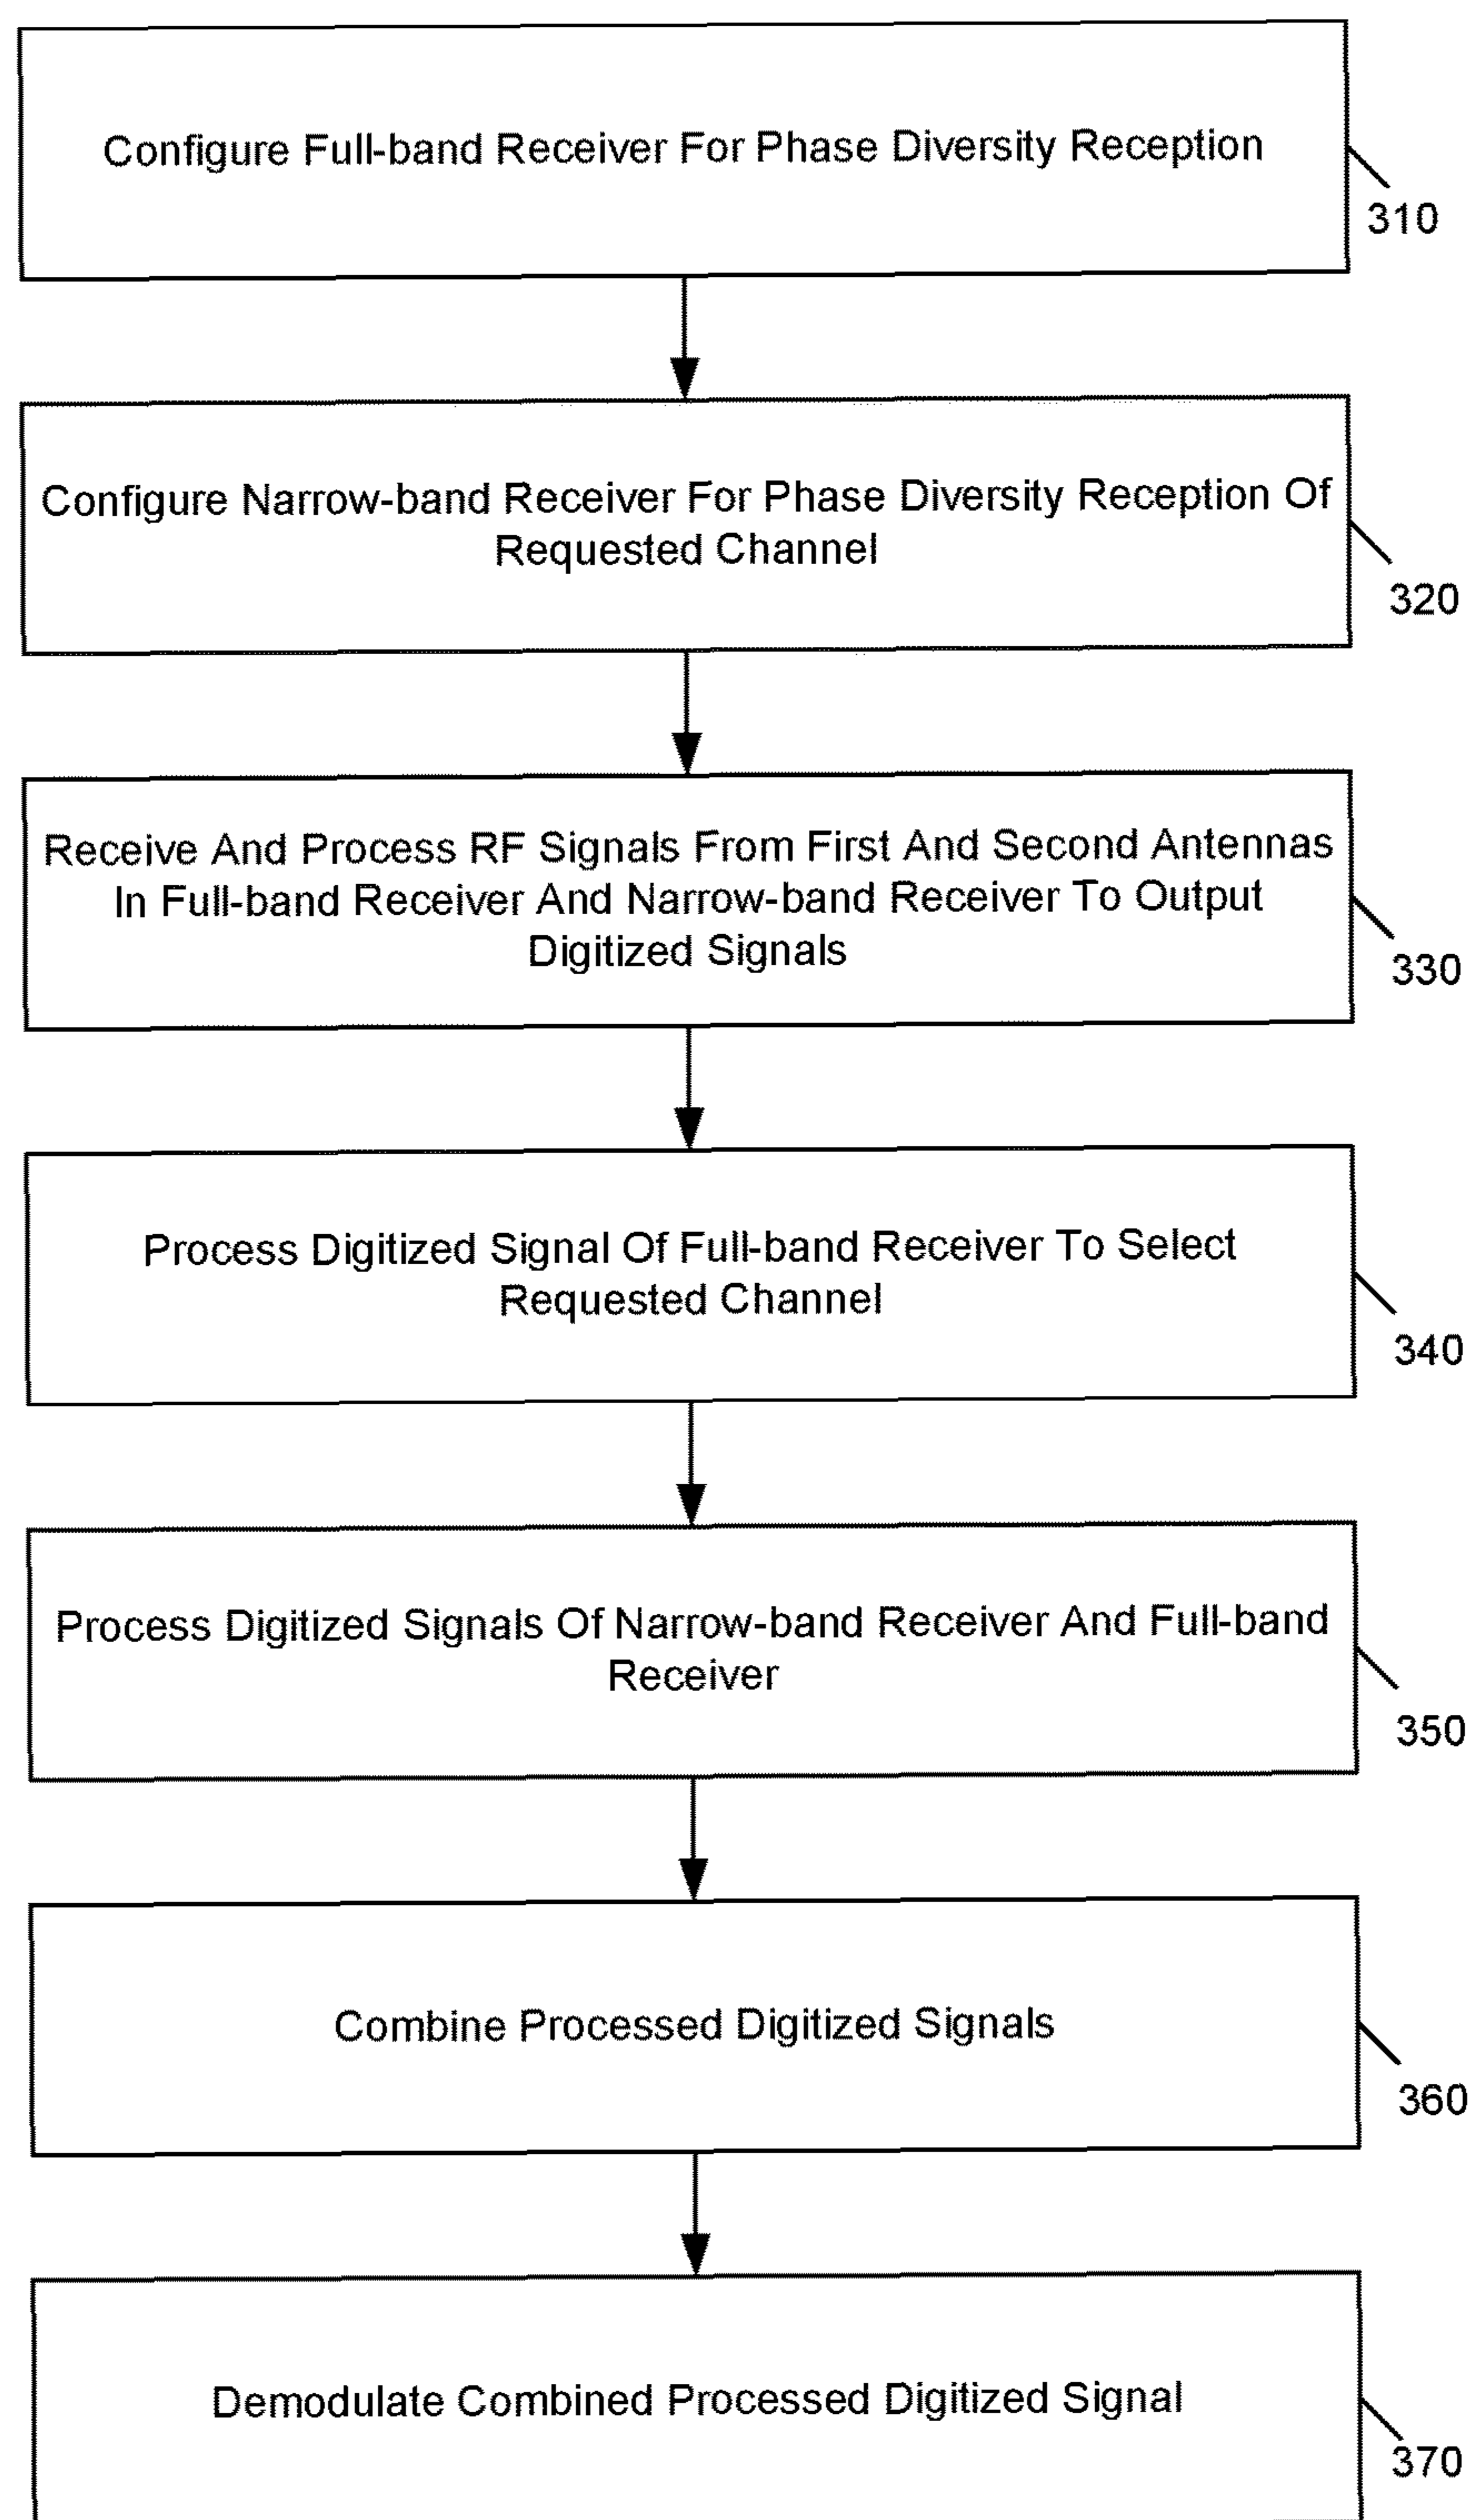 Configure Full-band Receiver For Phase Diversity Reception
310
Configure Narrow-band Receiver For Phase Diversity Reception Of
Requested Channel
320
Receive And Process RF Signals From First And Second Antennas
In Full-band Receiver And Narrow-band Receiver To Output
Digitized Signals
330
Process Digitized Signal Of Full-band Receiver To Select
Requested Channel
340
Process Digitized Signals Of Narrow-band Receiver And Full-band
Receiver
350
Combine Processed Digitized Signals
360
Demodulate Combined Processed Digitized Signal
370